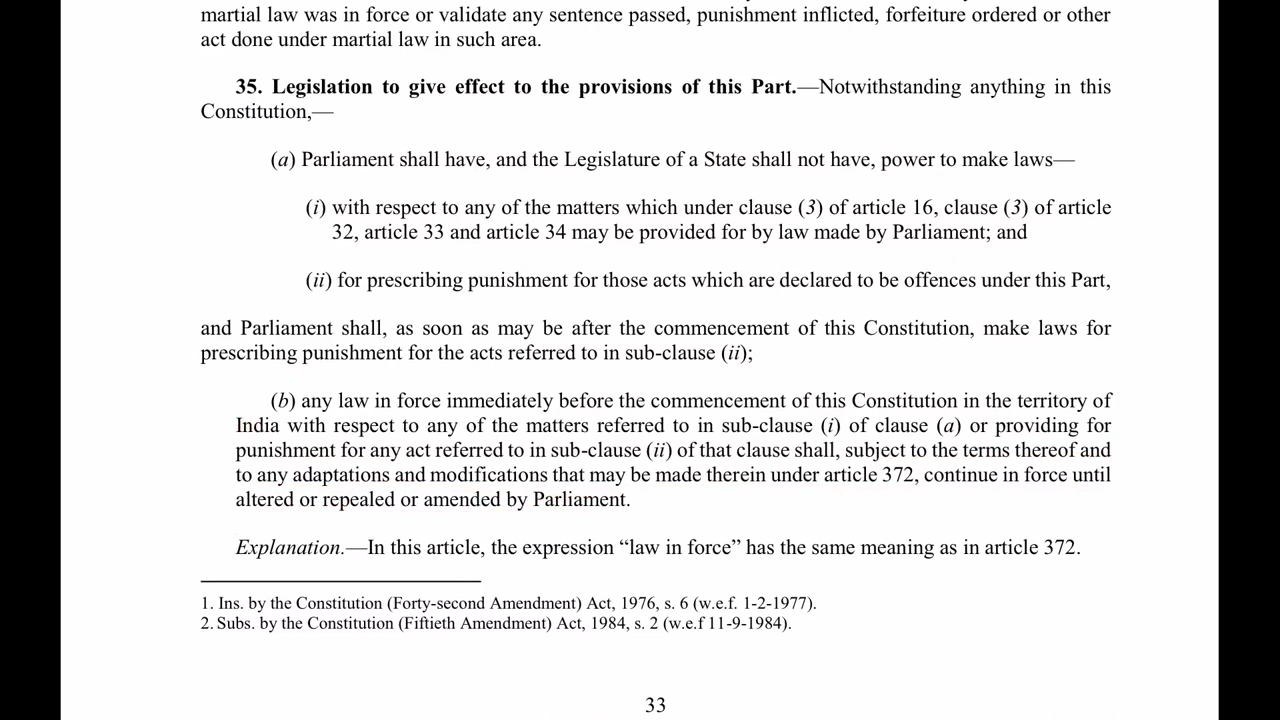 martial law was in force or validate any sentence passed, punishment inflicted, forfeiture ordered or other
act done under martial law in such area.
35. Legislation to give effect to the provisions of this Part.—Notwithstanding anything in this
Constitution,—
(a) Parliament shall have, and the Legislature of a State shall not have, power to make laws—
(i) with respect to any of the matters which under clause (3) of article 16, clause (3) of article
32, article 33 and article 34 may be provided for by law made by Parliament; and
(ii) for prescribing punishment for those acts which are declared to be offences under this Part,
and Parliament shall, as soon as may be after the commencement of this Constitution, make laws for
prescribing punishment for the acts referred to in sub-clause (ii);
(b) any law in force immediately before the commencement of this Constitution in the territory of
India with respect to any of the matters referred to in sub-clause (i) of clause (a) or providing for
punishment for any act referred to in sub-clause (ii) of that clause shall, subject to the terms thereof and
to any adaptations and modifications that may be made therein under article 372, continue in force until
altered or repealed or amended by Parliament.
Explanation.—In this article, the expression “law in force” has the same meaning as in article 372.
1. Ins. by the Constitution (Forty-second Amendment) Act, 1976, s. 6 (w.e.f. 1-2-1977).
2. Subs. by the Constitution (Fiftieth Amendment) Act, 1984, s. 2 (w.e.f 11-9-1984).
33